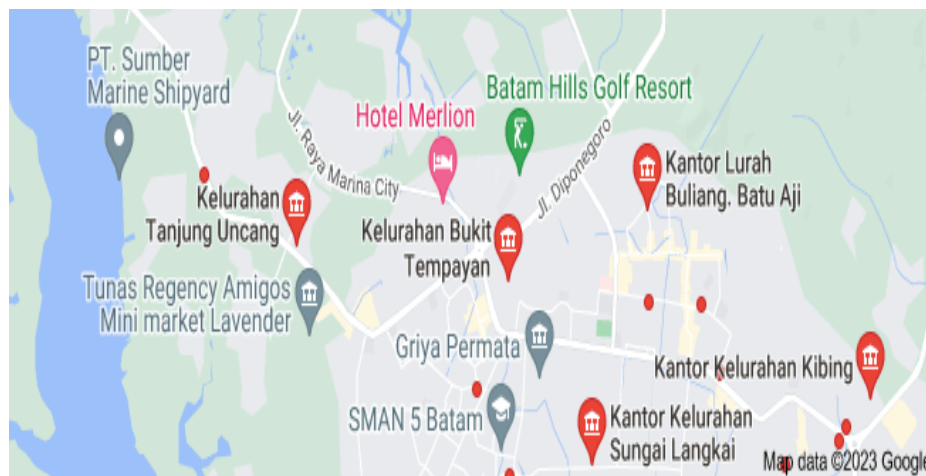 PT. Sumber
Marine Shipyard
Batam Hills Golf Resort
Hotel Merlion
Jl. Raya Marina City
Jl. Diponegoro
Kantor Lurah
Buliang. Batu Aji
Kelurahan
Tanjung Uncang
Kelurahan Bukit
Tempayan
Tunas Regency Amigos
Mini market Lavender
Griya Permata
Kantor Kelurahan Kibing
SMAN 5 Batam
Kantor Kelurahan
Sungai Langkai
Map data ©2023 Google